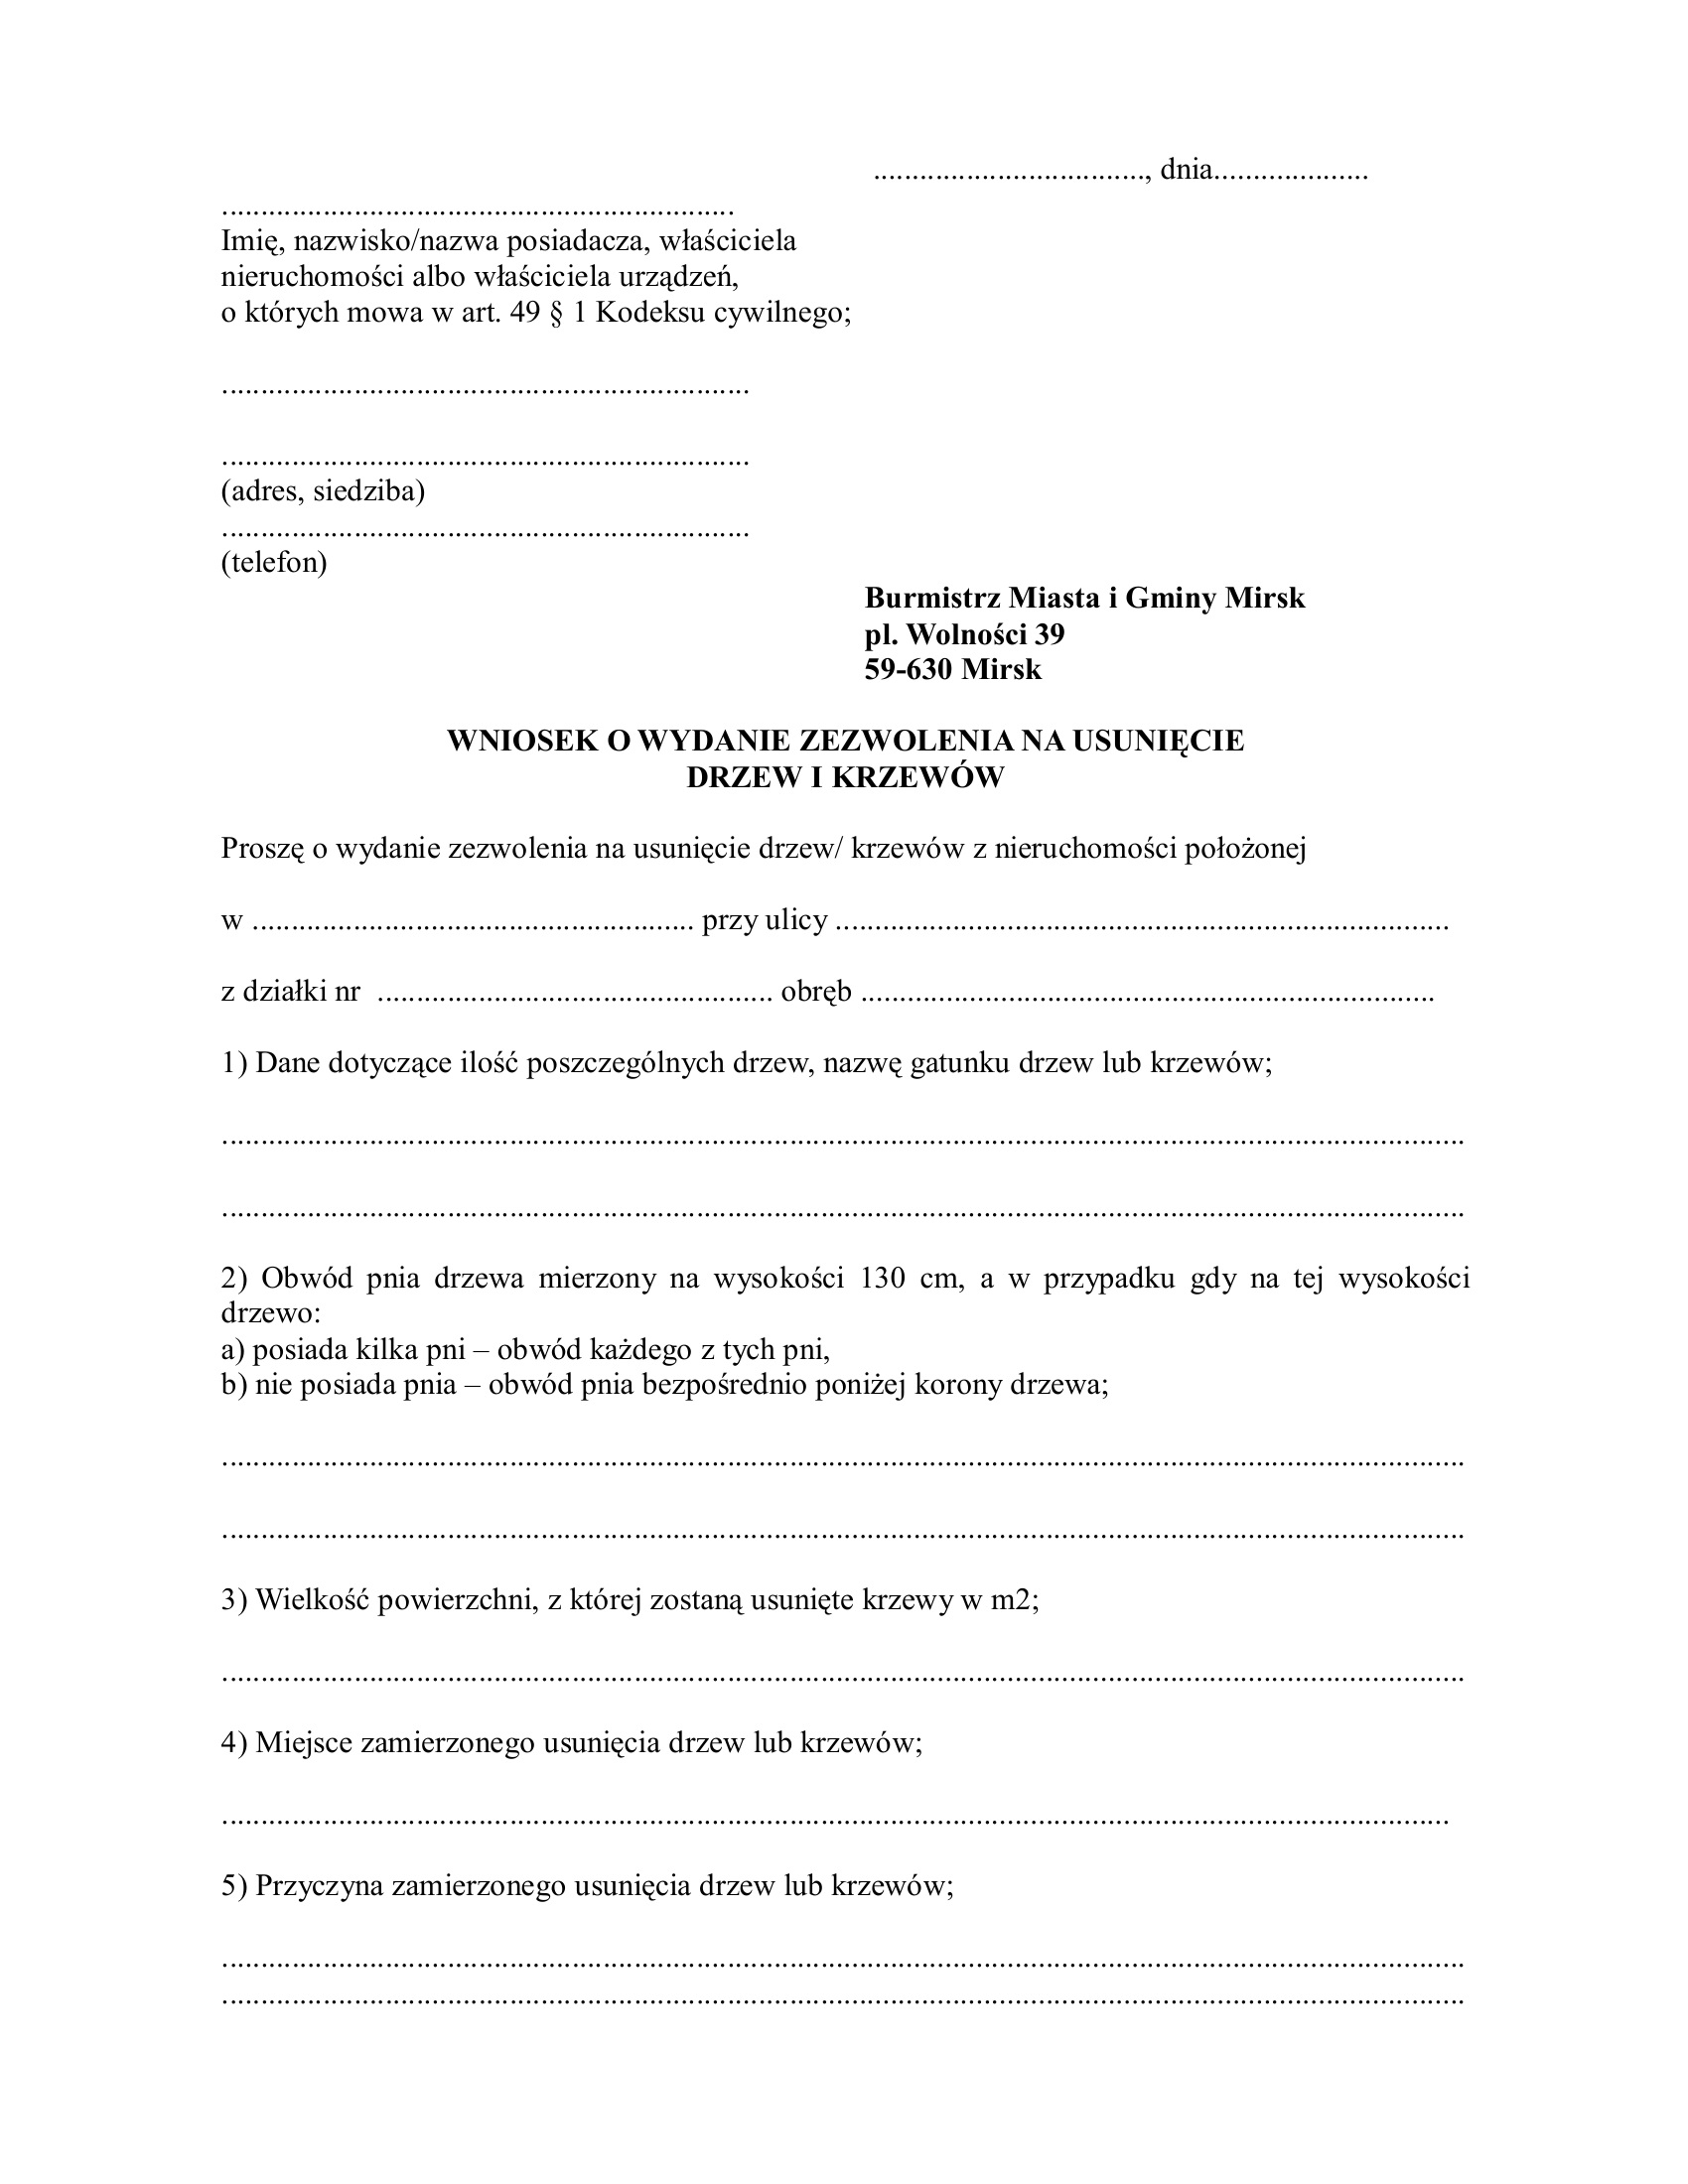 ..................................., dnia....................
..................................................................
Imię, nazwisko/nazwa posiadacza, właściciela
nieruchomości albo właściciela urządzeń,
o których mowa w art. 49 § 1 Kodeksu cywilnego;
....................................................................
....................................................................
(adres, siedziba)
....................................................................
(telefon)
Burmistrz Miasta i Gminy Mirsk
pl. Wolności 39
59-630 Mirsk
WNIOSEK O WYDANIE ZEZWOLENIA NA USUNIĘCIE
DRZEW I KRZEWÓW
Proszę o wydanie zezwolenia na usunięcie drzew/ krzewów z nieruchomości położonej
w ......................................................... przy ulicy ...............................................................................
z działki nr ................................................... obręb ..........................................................................
1) Dane dotyczące ilość poszczególnych drzew, nazwę gatunku drzew lub krzewów;
................................................................................................................................................................
................................................................................................................................................................
2) Obwód pnia drzewa mierzony na wysokości 130 cm, a w przypadku gdy na tej wysokości
drzewo:
a) posiada kilka pni – obwód każdego z tych pni,
b) nie posiada pnia – obwód pnia bezpośrednio poniżej korony drzewa;
................................................................................................................................................................
................................................................................................................................................................
3) Wielkość powierzchni, z której zostaną usunięte krzewy w m2;
................................................................................................................................................................
4) Miejsce zamierzonego usunięcia drzew lub krzewów;
..............................................................................................................................................................
5) Przyczyna zamierzonego usunięcia drzew lub krzewów;
................................................................................................................................................................
................................................................................................................................................................